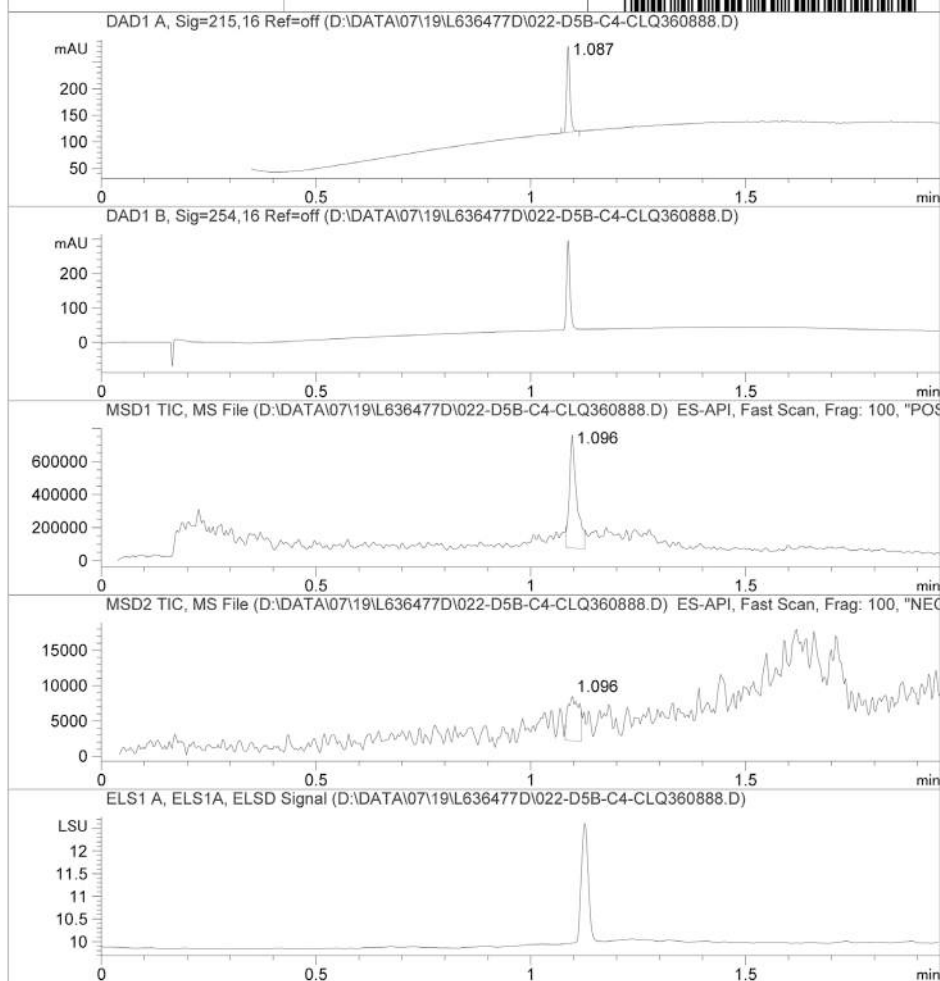 DAD1 A, Sig=215,16 Ref=off (D:\DATA\07\19\L636477D\022-D5B-C4-CLQ360888.D)
mAU
1.087
200
150
100
50
0 0.5 1 1.5 min
DAD1 B, Sig=254,16 Ref=off (D:\DATA\07\19\L636477D\022-D5B-C4-CLQ360888.D)
mAU
200
100
0
0 0.5 1 1.5 min
MSD1 TIC, MS File (D:\DATA\07\19\L636477D\022-D5B-C4-CLQ360888.D) ES-API, Fast Scan, Frag: 100, "POS
1.096
600000
400000
200000
0
0 0.5 1 1.5 min
MSD2 TIC, MS File (D:\DATA\07\19\L636477D\022-D5B-C4-CLQ360888.D) ES-API, Fast Scan, Frag: 100, "NEG
15000
10000
1.096
5000
0
0 0.5 1 1.5 min
ELS1 A, ELS1A, ELSD Signal (D:\DATA\07\19\L636477D\022-D5B-C4-CLQ360888.D)
LSU
12
11.5
11
10.5
10
0 0.5 1 1.5 min